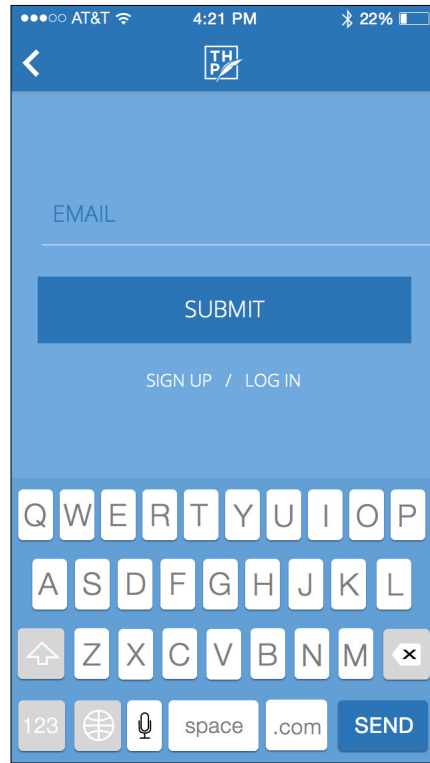 AT&T 4:21 PM 22%
TH
P
EMAIL
SUBMIT
SIGN UP / LOG IN
Q W E R T Y U I O P
A S D F G H J K L
Z X C V B N M
123 space .com SEND